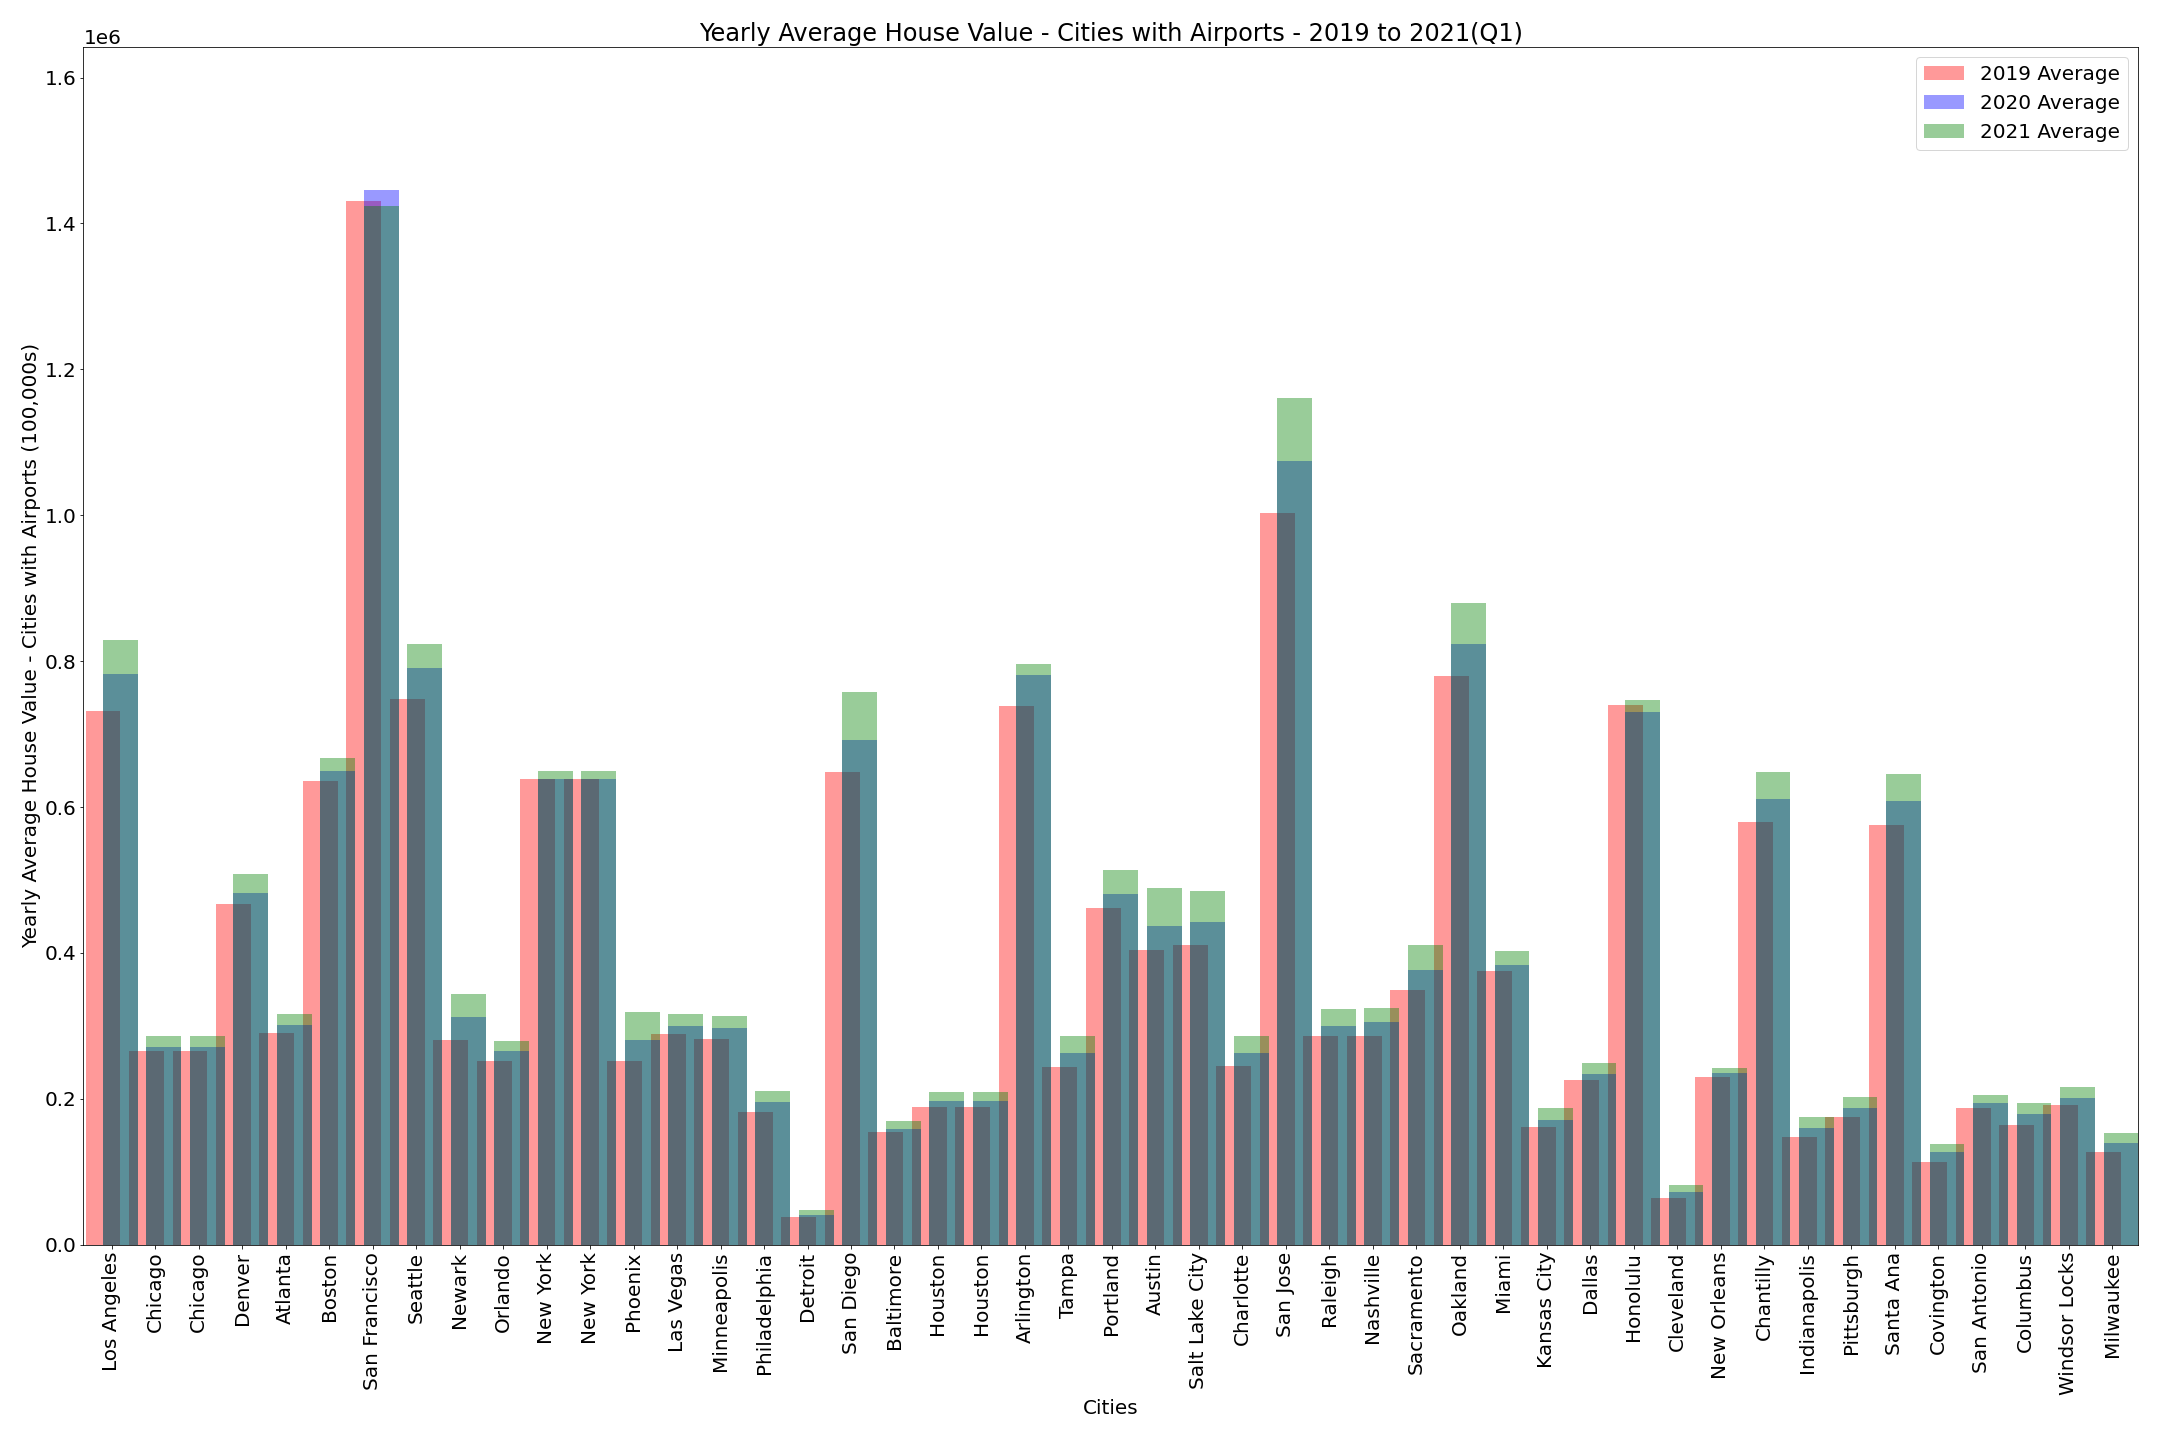 Yearly Average House Value - Cities with Airports - 2019 to 2021(Q1)
1e6
2019 Average
2020 Average
2021 Average
1.6
1.4
1.2
1.0
0.8
0.6
0.4
0.2
0.0
Yearly Average House Value - Cities with Airports (100,000s)
Los Angeles
Chicago
Chicago
Denver
Atlanta
Boston
San Francisco
Seattle
Newark
Orlando
New York
New York
Phoenix
Las Vegas
Minneapolis
Philadelphia
Detroit
San Diego
Baltimore
Houston
Houston
Arlington
Tampa
Portland
Austin
Salt Lake City
Charlotte
San Jose
Raleigh
Nashville
Sacramento
Oakland
Miami
Kansas City
Dallas
Honolulu
Cleveland
New Orleans
Chantilly
Indianapolis
Pittsburgh
Santa Ana
Covington
San Antonio
Columbus
Windsor Locks
Milwaukee
Cities